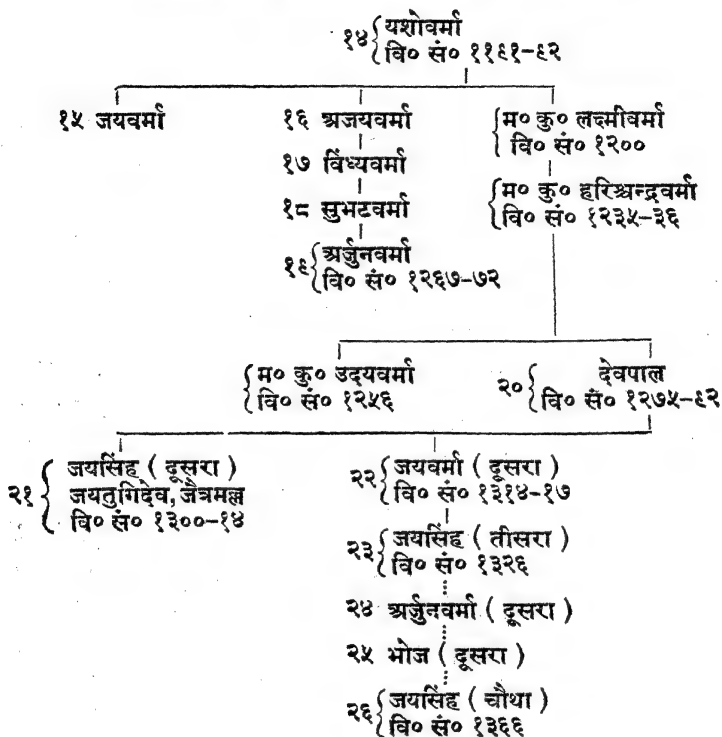 १४ यशोवर्मा
वि० सं० ११९१-९२
१५ जयवर्मा
१६ अजयवर्मा
१७ विंध्यवर्मा
१८ सुभटवर्मा
१९ अर्जुनवर्मा
वि० सं० १२६७-७२
म० कु० लक्ष्मीवर्मा
वि० सं० १२००
म० कु० हरिश्चन्द्रवर्मा
वि० सं० १२३५-३६
म० कु० उदयवर्मा
वि० सं० १२५६
२० देवपाल
वि० सं० १२७५-९२
२१ जयसिंह ( दूसरा )
जयतुगिदेव, जैत्रमल्ल
वि० सं० १३००-१४
२२ जयवर्मा ( दूसरा )
वि० सं० १३१४-१७
२३ जयसिंह ( तीसरा )
वि० सं० १३२६
२४ अर्जुनवर्मा ( दूसरा )
२५ भोज ( दूसरा )
२६ जयसिंह ( चौथा )
वि० सं० १३६६